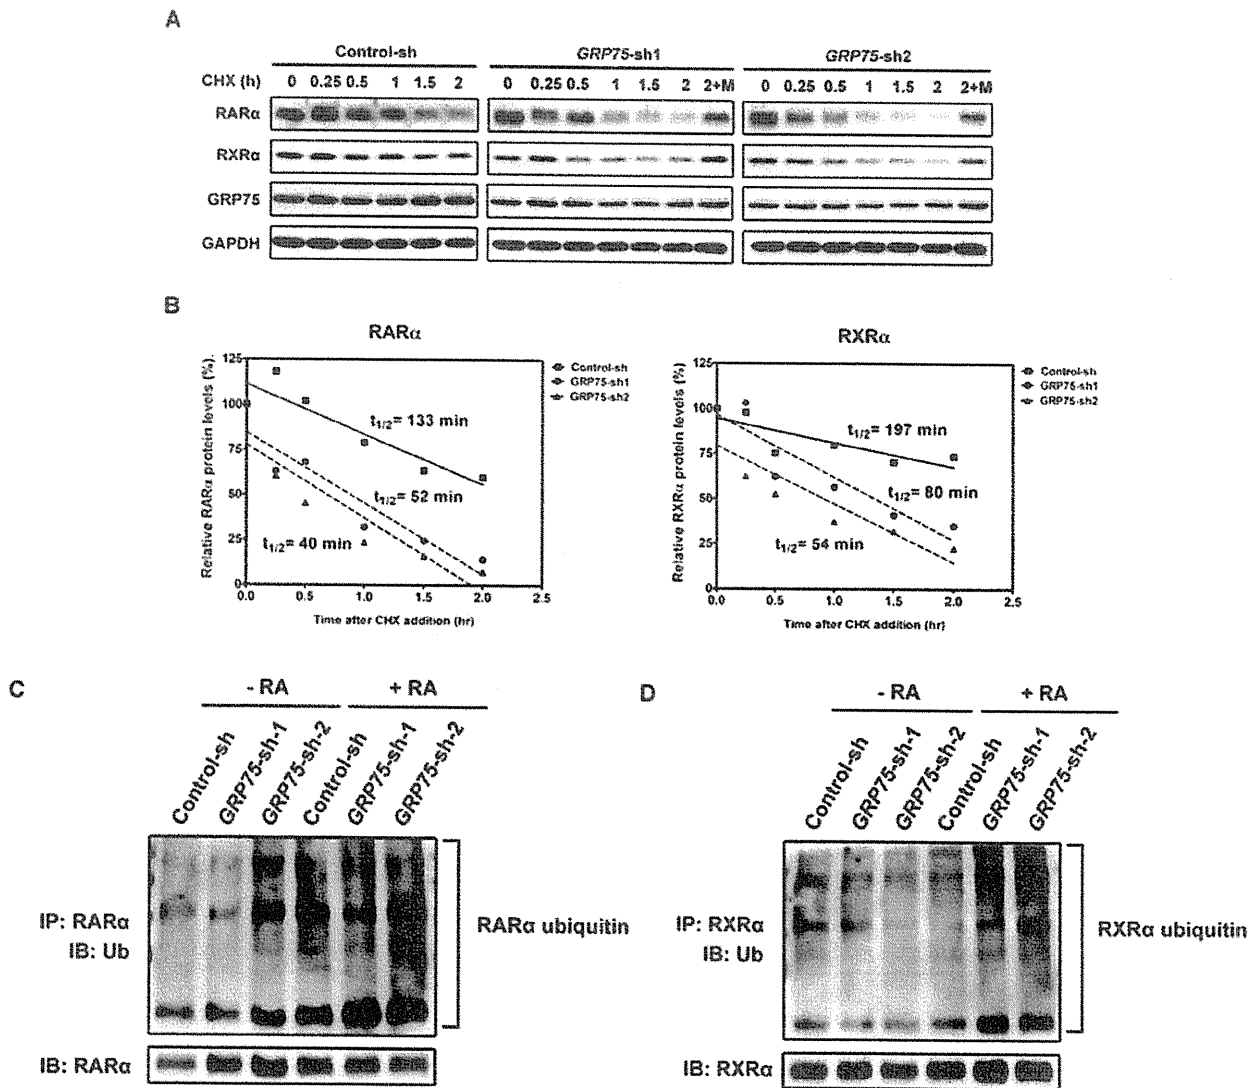 A
Control-sh GRP75-sh1 GRP75-sh2
CHX (h) 0 0.25 0.5 1 1.5 2 0 0.25 0.5 1 1.5 2 2+M 0 0.25 0.5 1 1.5 2 2+M
RARα
RXRα
GRP75
GAPDH
B
RARα
Relative RARα protein levels (%)
125
100
75
50
25
0
0.0 0.5 1.0 1.5 2.0 2.5
Time after CHX addition (hr)
Control-sh
GRP75-sh1
GRP75-sh2
t1/2= 133 min
t1/2= 52 min
t1/2= 40 min
RXRα
Relative RXRα protein levels (%)
125
100
75
50
25
0
0.0 0.5 1.0 1.5 2.0 2.5
Time after CHX addition (hr)
Control-sh
GRP75-sh1
GRP75-sh2
t1/2= 197 min
t1/2= 80 min
t1/2= 54 min
C
- RA + RA
Control-sh GRP75-sh-1 GRP75-sh-2 Control-sh GRP75-sh-1 GRP75-sh-2
IP: RARα
IB: Ub
RARα ubiquitin
IB: RARα
D
- RA + RA
Control-sh GRP75-sh-1 GRP75-sh-2 Control-sh GRP75-sh-1 GRP75-sh-2
IP: RXRα
IB: Ub
RXRα ubiquitin
IB: RXRα